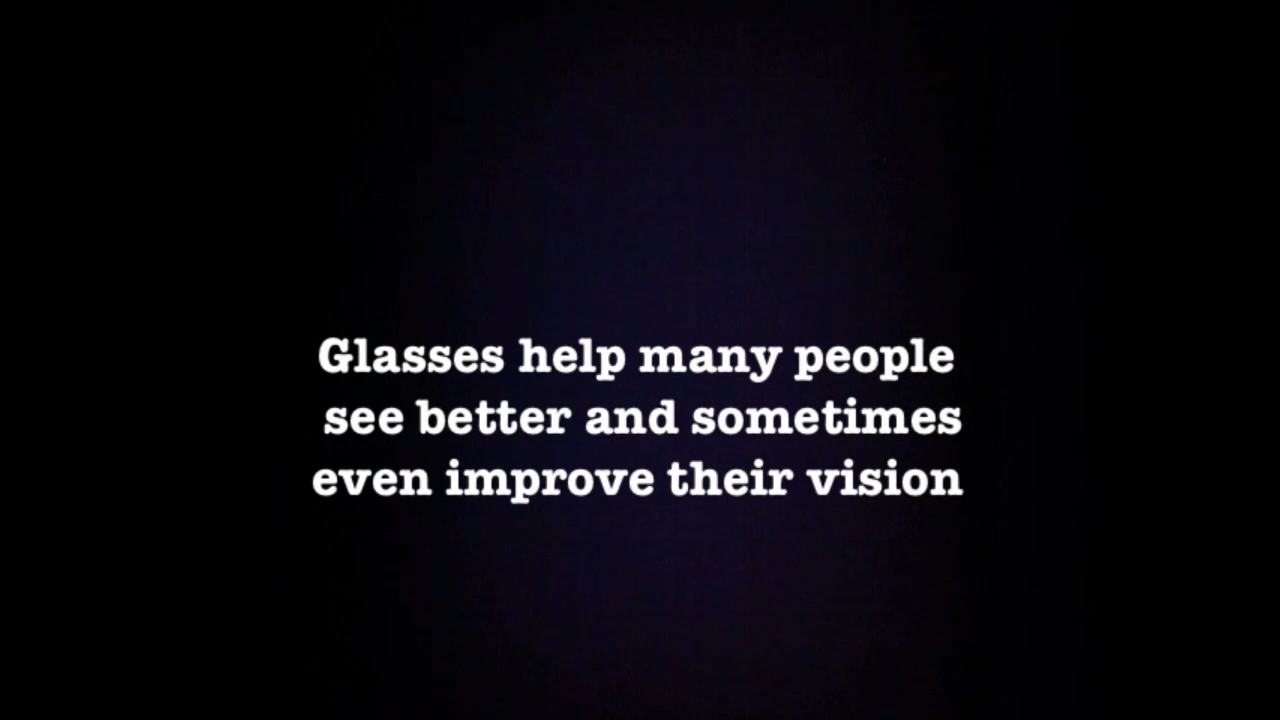 Glasses help many people
see better and sometimes
even improve their vision